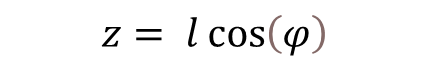 z = l cos(φ)